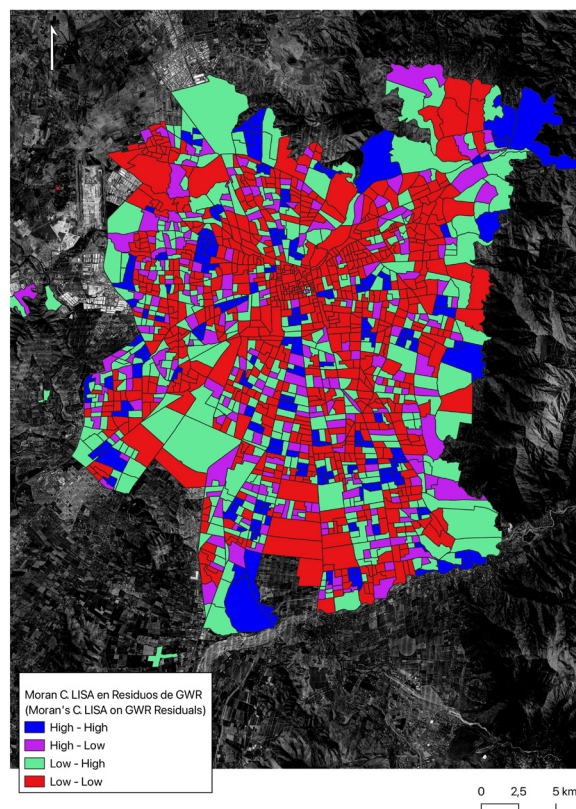 Moran C. LISA en Residuos de GWR
(Moran's C. LISA on GWR Residuals)
High - High
High - Low
Low - High
Low - Low
0 2,5 5 km